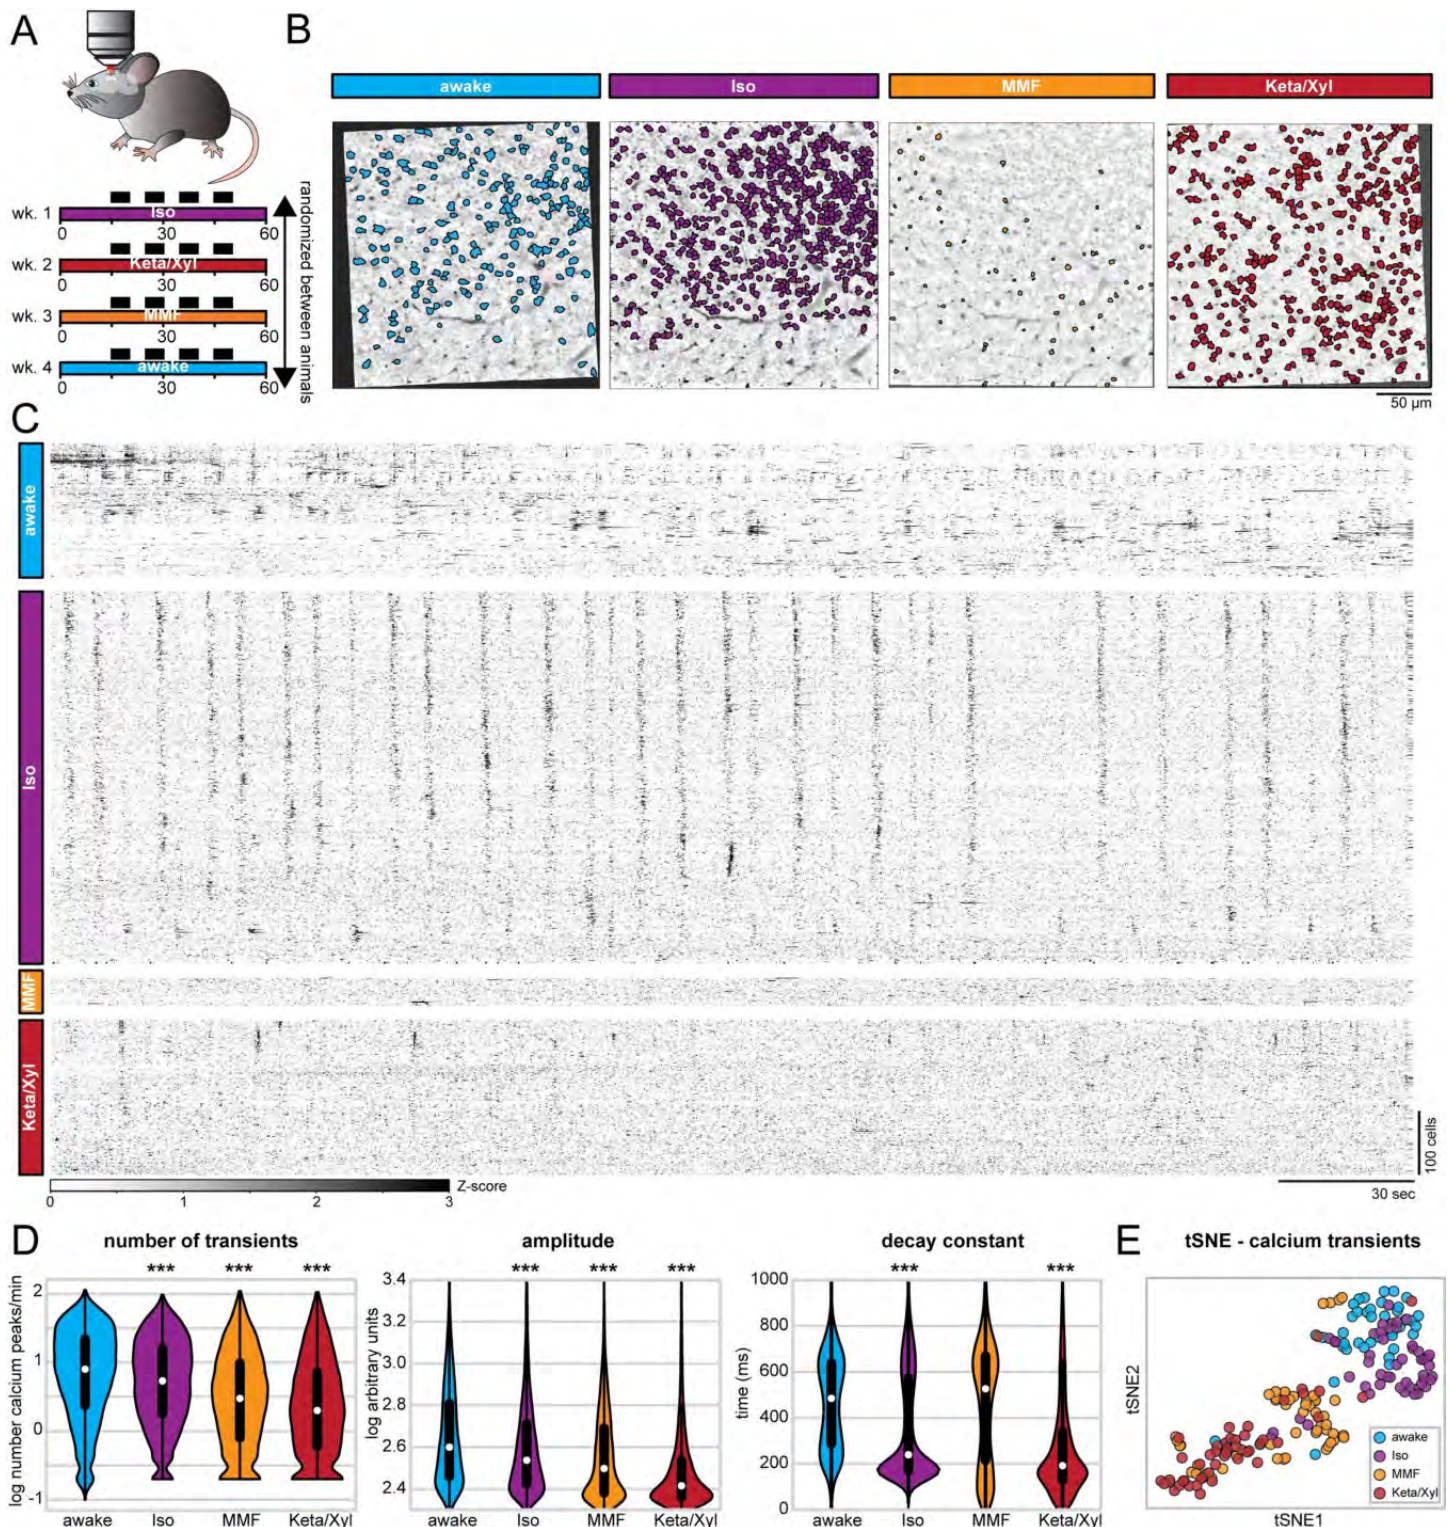 A
B
awake
Iso
MMF
Keta/Xyl
wk. 1
Iso
0
30
60
wk. 2
Keta/Xyl
0
30
60
wk. 3
MMF
0
30
60
wk. 4
awake
0
30
60
randomized between animals
50 µm
C
awake
Iso
MMF
Keta/Xyl
100 cells
0
1
2
3
Z-score
30 sec
D
number of transients
*** *** ***
log number calcium peaks/min
2
1
0
-1
awake Iso MMF Keta/Xyl
amplitude
*** *** ***
log arbitrary units
3.4
3.0
2.8
2.6
2.4
awake Iso MMF Keta/Xyl
decay constant
*** ***
time (ms)
1000
800
600
400
200
0
awake Iso MMF Keta/Xyl
E
tSNE - calcium transients
tSNE2
awake
Iso
MMF
Keta/Xyl
tSNE1